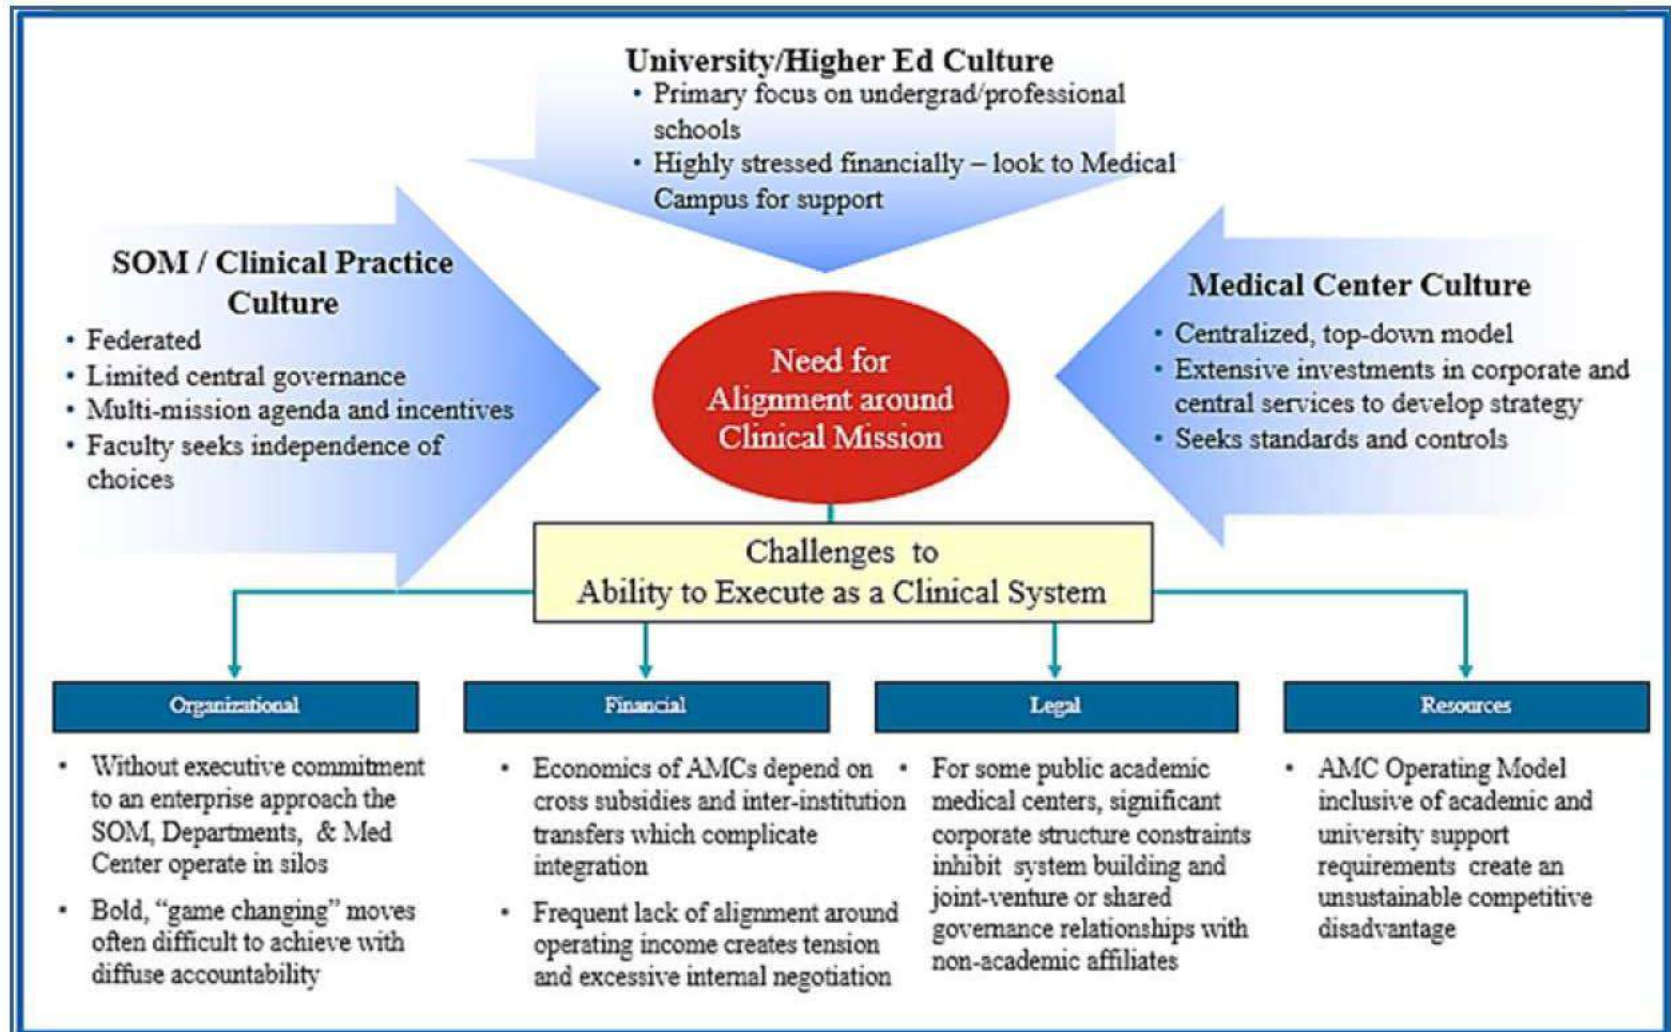 University/Higher Ed Culture
• Primary focus on undergrad/professional
schools
• Highly stressed financially – look to Medical
Campus for support
SOM / Clinical Practice
Culture
• Federated
• Limited central governance
• Multi-mission agenda and incentives
• Faculty seeks independence of
choices
Need for
Alignment around
Clinical Mission
Medical Center Culture
• Centralized, top-down model
• Extensive investments in corporate and
central services to develop strategy
• Seeks standards and controls
Challenges to
Ability to Execute as a Clinical System
Organizational
• Without executive commitment
to an enterprise approach the
SOM, Departments, & Med
Center operate in silos
• Bold, “game changing” moves
often difficult to achieve with
diffuse accountability
Financial
• Economics of AMCs depend on
cross subsidies and inter-institution
transfers which complicate
integration
• Frequent lack of alignment around
operating income creates tension
and excessive internal negotiation
Legal
• For some public academic
medical centers, significant
corporate structure constraints
inhibit system building and
joint-venture or shared
governance relationships with
non-academic affiliates
Resources
• AMC Operating Model
inclusive of academic and
university support
requirements create an
unsustainable competitive
disadvantage